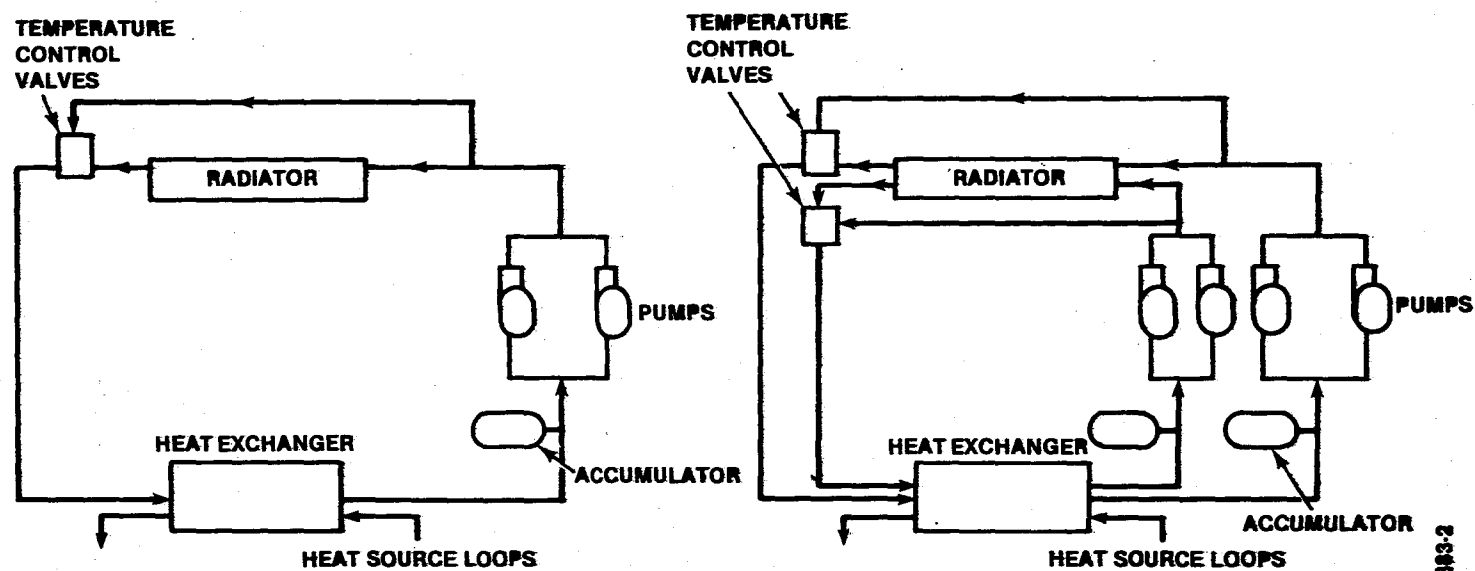 TEMPERATURE
CONTROL
VALVES
RADIATOR
PUMPS
HEAT EXCHANGER
ACCUMULATOR
HEAT SOURCE LOOPS
TEMPERATURE
CONTROL
VALVES
RADIATOR
PUMPS
HEAT EXCHANGER
ACCUMULATOR
HEAT SOURCE LOOPS